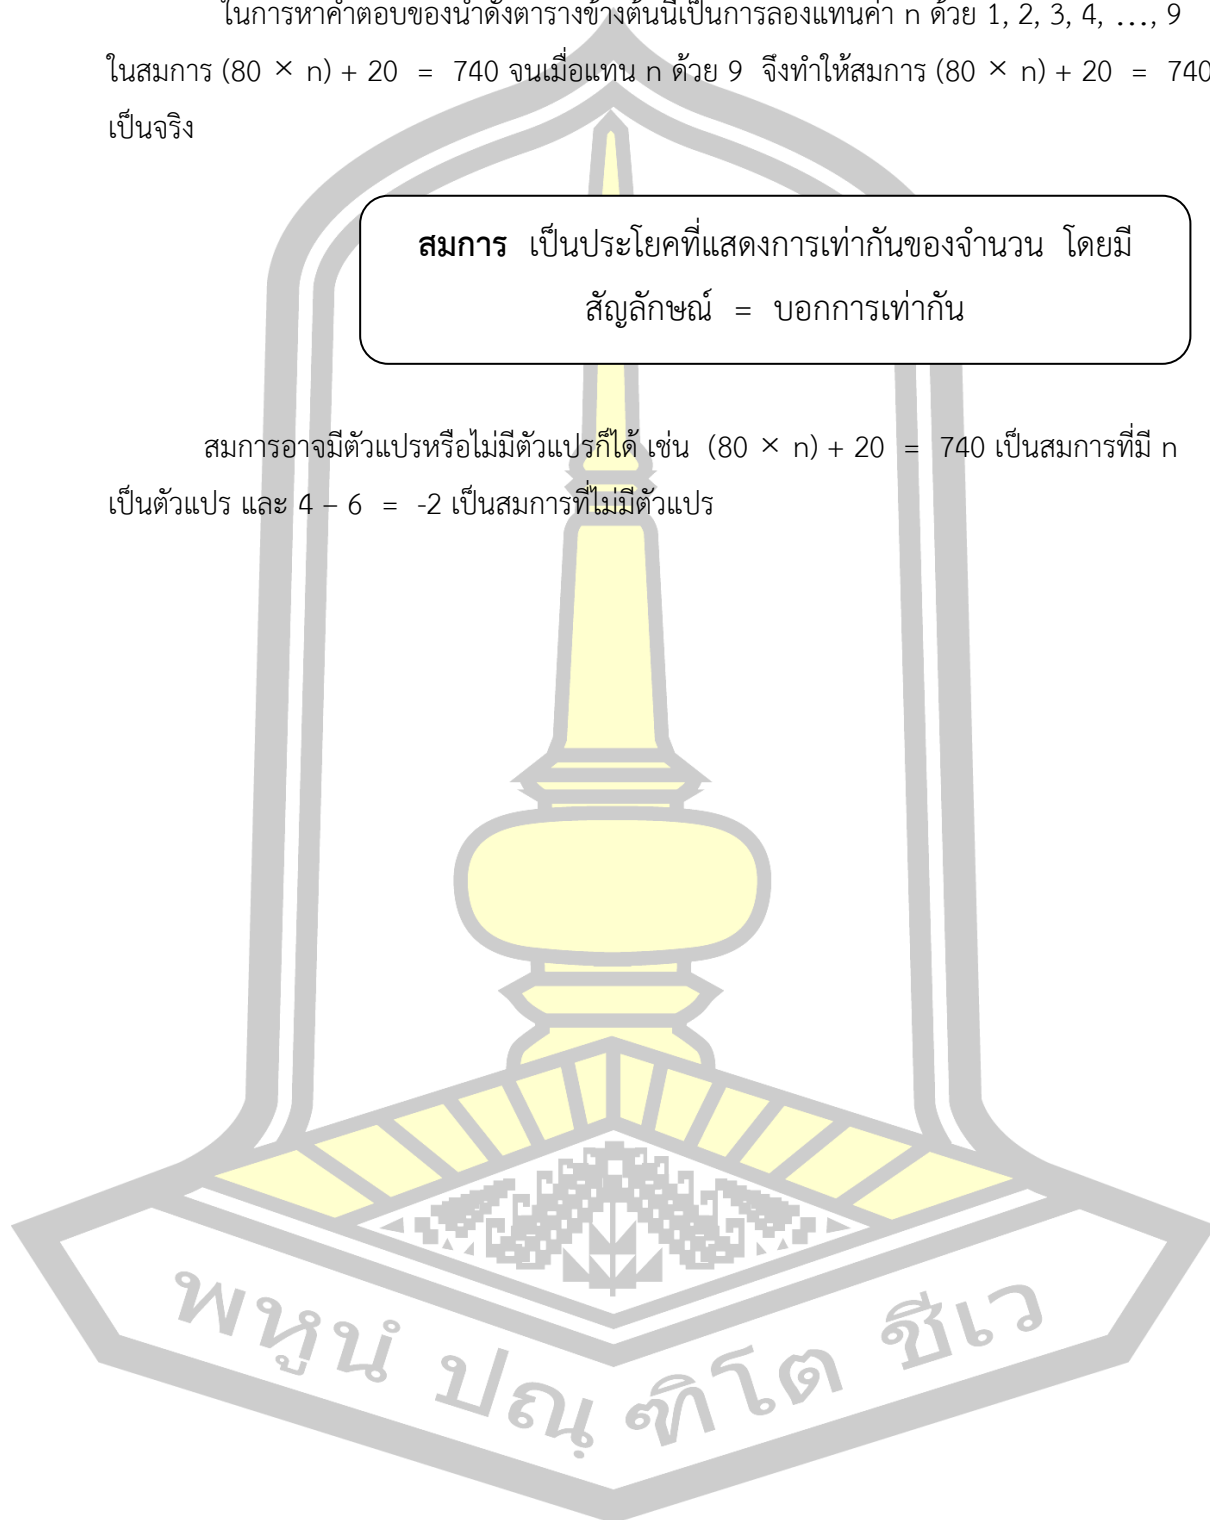 ในการหาคำตอบของน้ำดังตารางข้างต้นนี้เป็นการลองแทนค่า n ด้วย 1, 2, 3, 4, …, 9
ในสมการ (80 × n) + 20 = 740 จนเมื่อแทน n ด้วย 9 จึงทำให้สมการ (80 × n) + 20 = 740
เป็นจริง
สมการ เป็นประโยคที่แสดงการเท่ากันของจำนวน โดยมี
สัญลักษณ์ = บอกการเท่ากัน
สมการอาจมีตัวแปรหรือไม่มีตัวแปรก็ได้ เช่น (80 × n) + 20 = 740 เป็นสมการที่มี n
เป็นตัวแปร และ 4 – 6 = -2 เป็นสมการที่ไม่มีตัวแปร
พหูนํ ปณฺฑิโต ชีเว